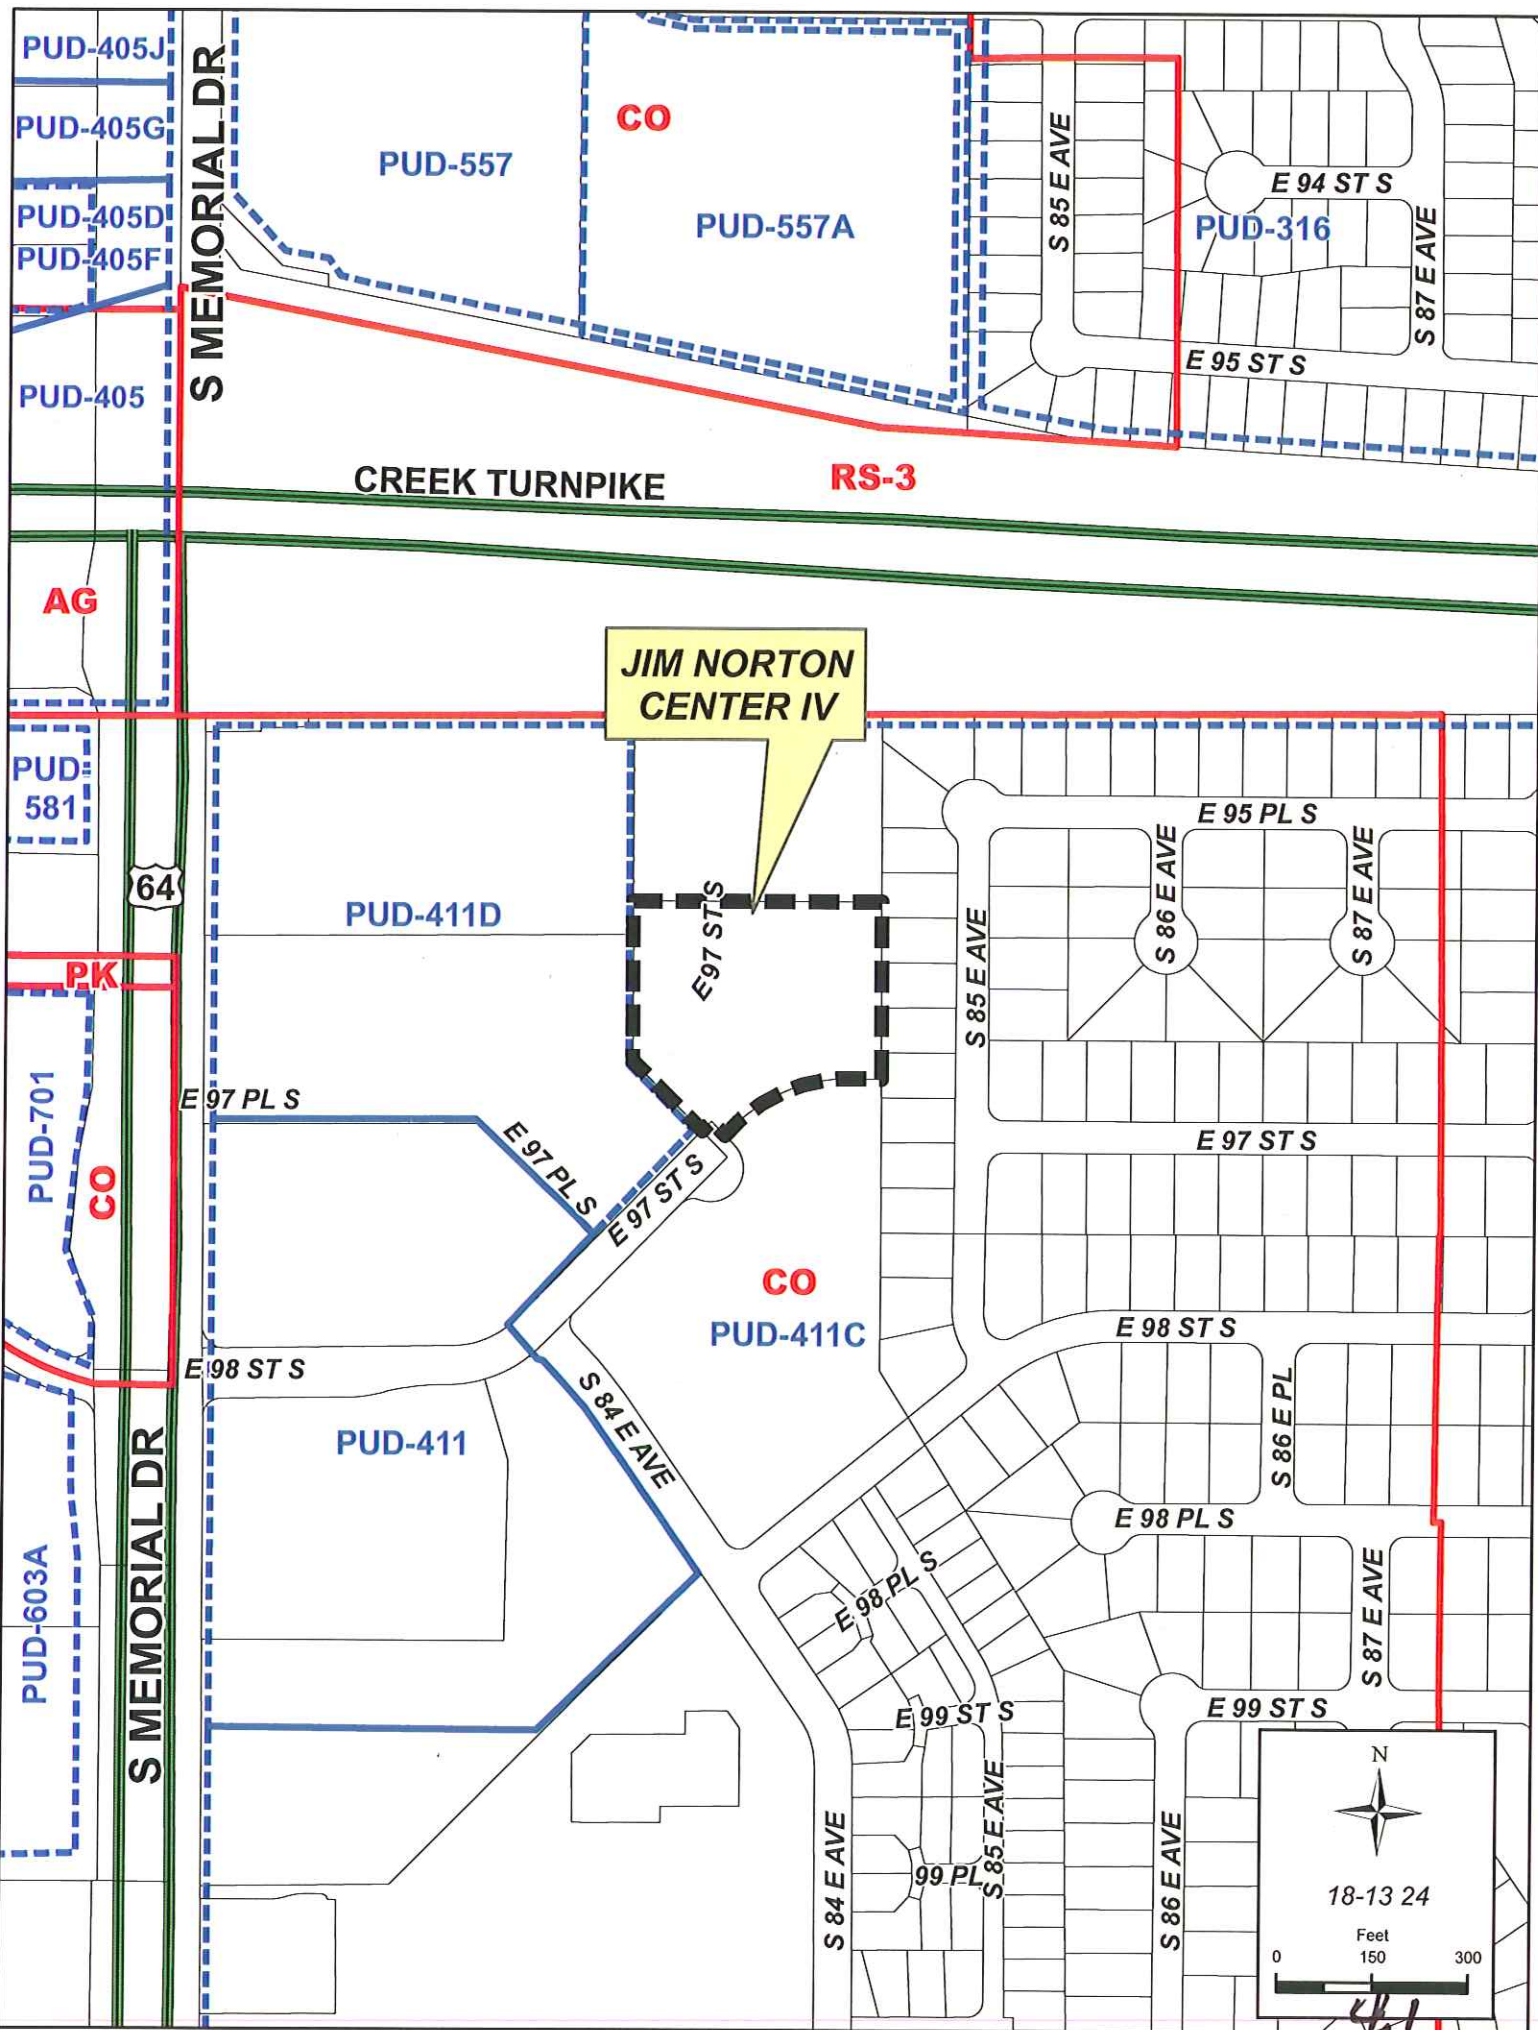 PUD-405J
PUD-405G
PUD-405D
PUD-405F
PUD-405
S MEMORIAL DR
PUD-557
CO
PUD-557A
S 85 E AVE
E 94 ST S
PUD-316
S 87 E AVE
E 95 ST S
CREEK TURNPIKE
RS-3
AG
JIM NORTON
CENTER IV
PUD-
581
64
PUD-411D
E 97 ST S
E 95 PL S
S 86 E AVE
S 87 E AVE
S 85 E AVE
PK
PUD-701
CO
E 97 PL S
E 97 PL S
E 97 ST S
E 97 ST S
CO
PUD-411C
E 98 ST S
E 98 ST S
S 84 E AVE
PUD-411
S 86 E PL
E 98 PL S
S MEMORIAL DR
PUD-603A
E 98 PL S
S 87 E AVE
E 99 ST S
E 99 ST S
S 84 E AVE
S 85 E AVE
99 PL
S 86 E AVE
N
18-13 24
Feet
0 150 300